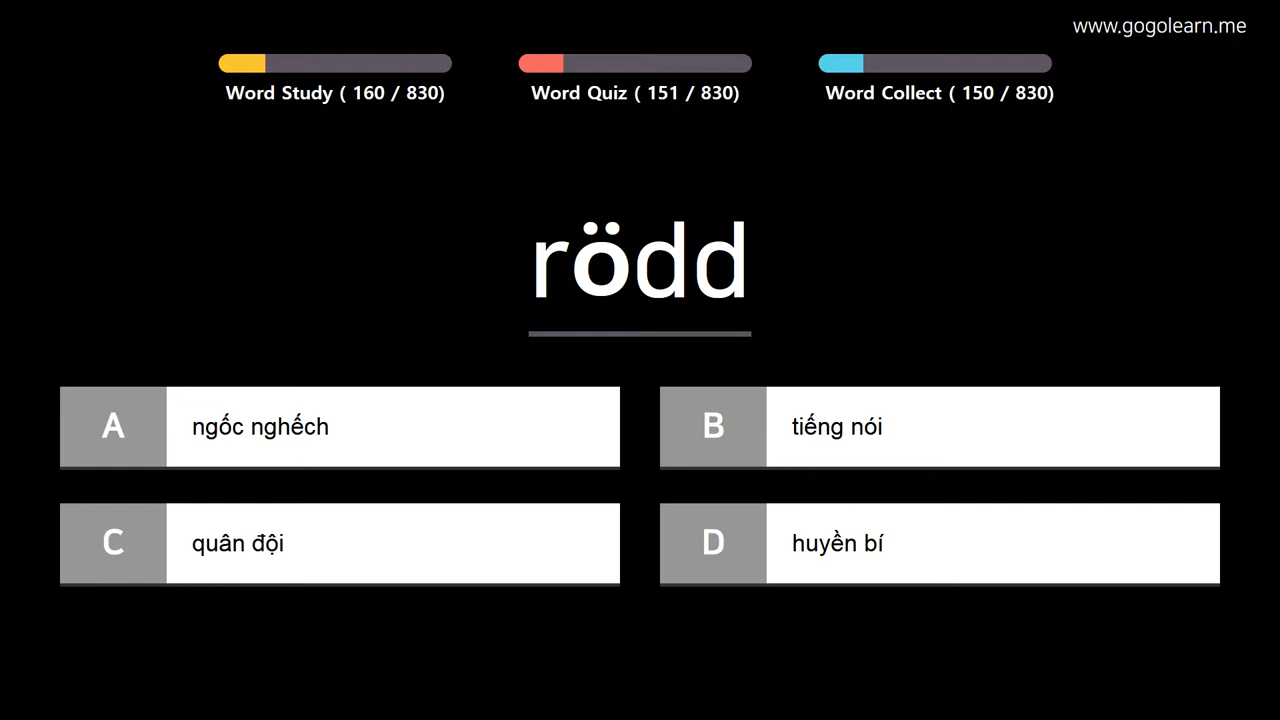 www.gogolearn.me
Word Study ( 160 / 830)
Word Quiz ( 151 / 830)
Word Collect ( 150 / 830)
rödd
A ngốc nghếch
B tiếng nói
C quân đội
D huyền bí